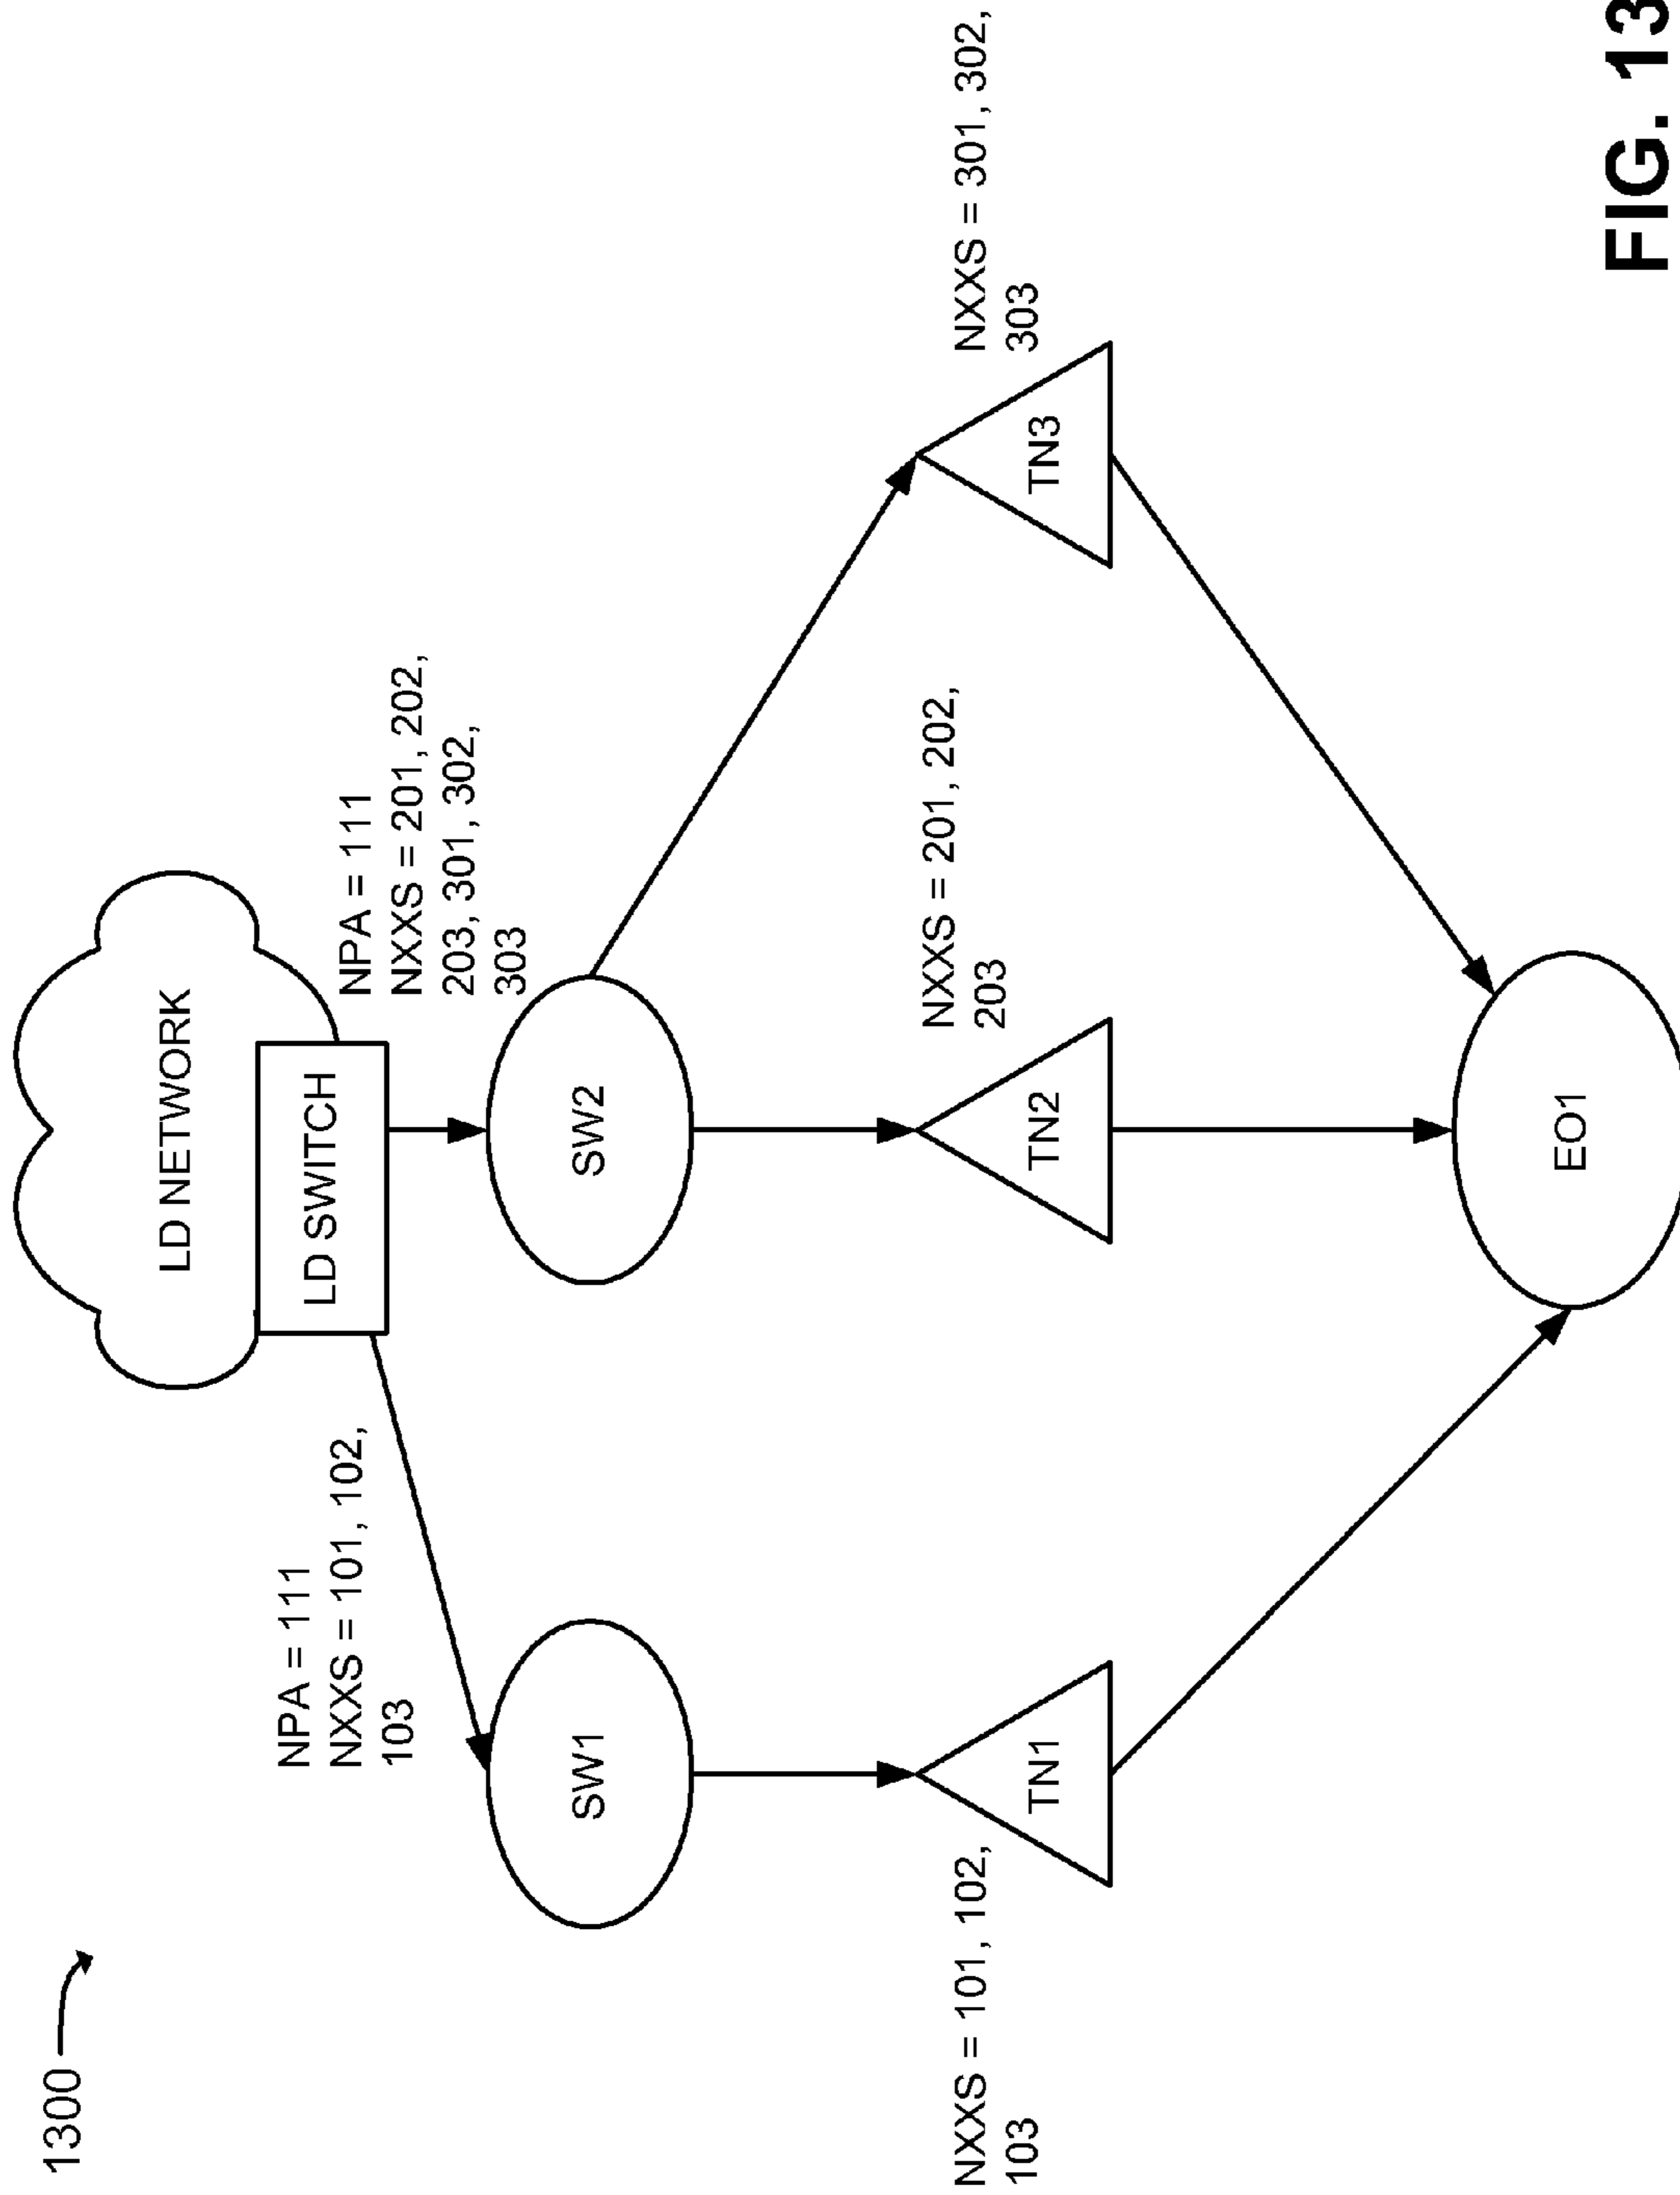 1300
LD NETWORK
LD SWITCH
NPA = 111
NXXS = 101, 102,
103
NPA = 111
NXXS = 201, 202,
203, 301, 302,
303
SW1
SW2
NXXS = 101, 102,
103
TN1
NXXS = 201, 202,
203
TN2
NXXS = 301, 302,
303
TN3
EO1
FIG. 13